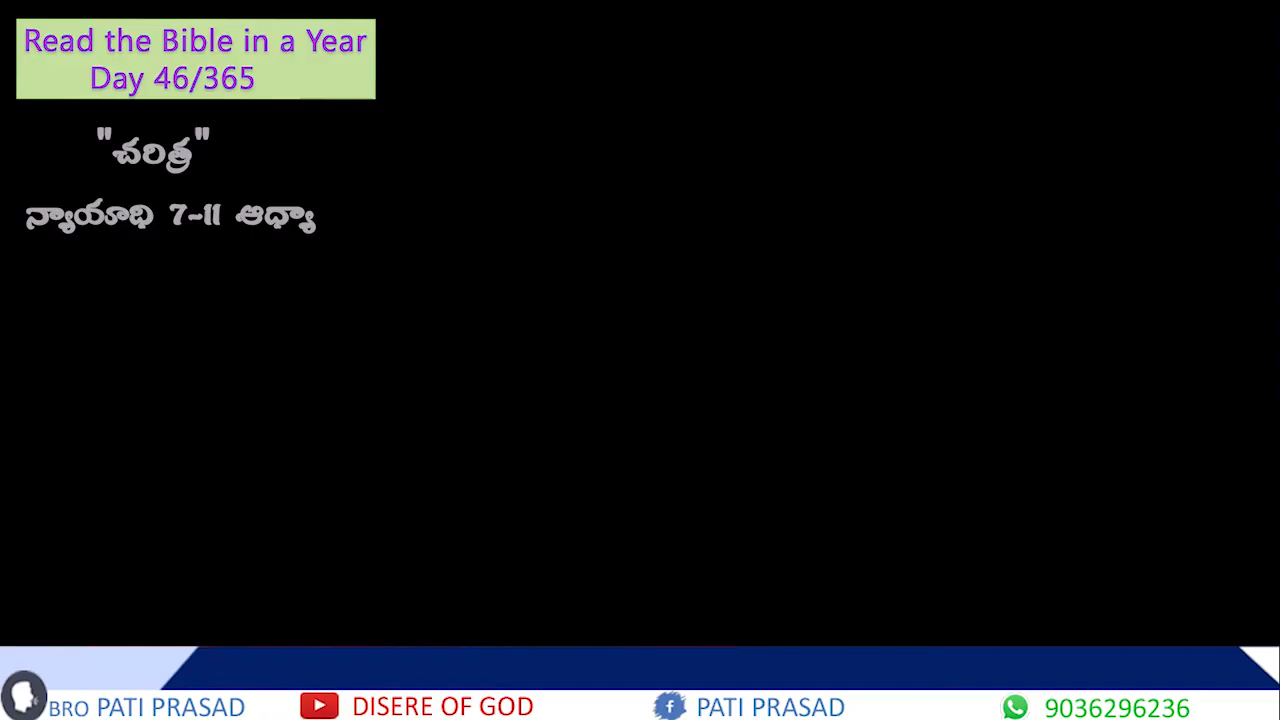 Read the Bible in a Year
Day 46/365
"చరిత్ర"
న్యాయాధి 7-11 ఆధ్యా
BRO PATI PRASAD DISERE OF GOD PATI PRASAD 9036296236